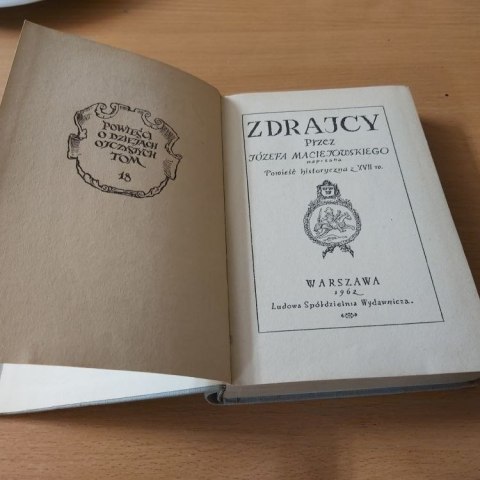 POWIEŚCI
O DZIEJACH
OJCZYSTYCH
TOM
18
ZDRAJCY
Przez
JÓZEFA MACIEJOWSKIEGO
napisana
Powieść historyczna z XVII w.
WARSZAWA
1962
Ludowa Spółdzielnia Wydawnicza.